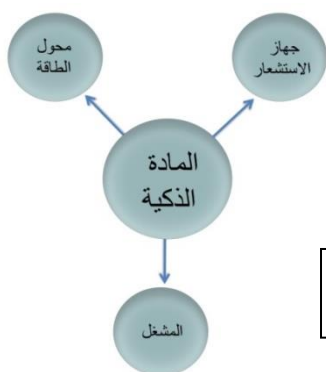 جهاز
الاستشعار
محول
الطاقة
المادة
الذكية
المشغل